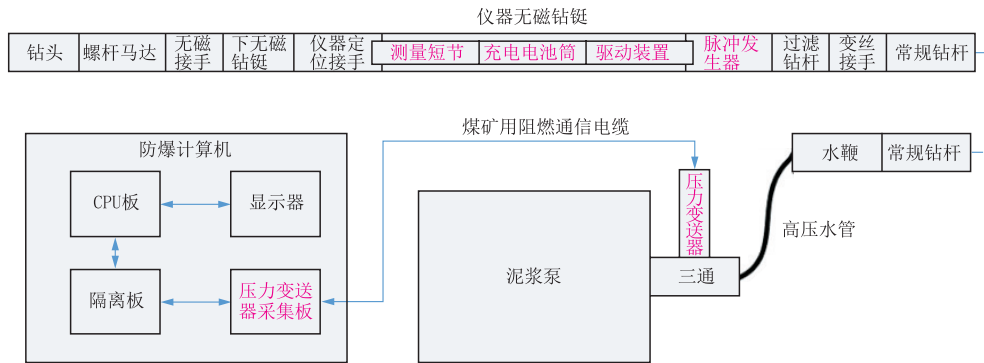 仪器无磁钻铤
钻头
螺杆马达
无磁
接手
下无磁
钻铤
仪器定
位接手
测量短节
充电电池筒
驱动装置
脉冲发
生器
过滤
钻杆
变丝
接手
常规钻杆
煤矿用阻燃通信电缆
防爆计算机
CPU板
显示器
隔离板
压力变送
器采集板
泥浆泵
压力变送器
三通
高压水管
水鞭
常规钻杆